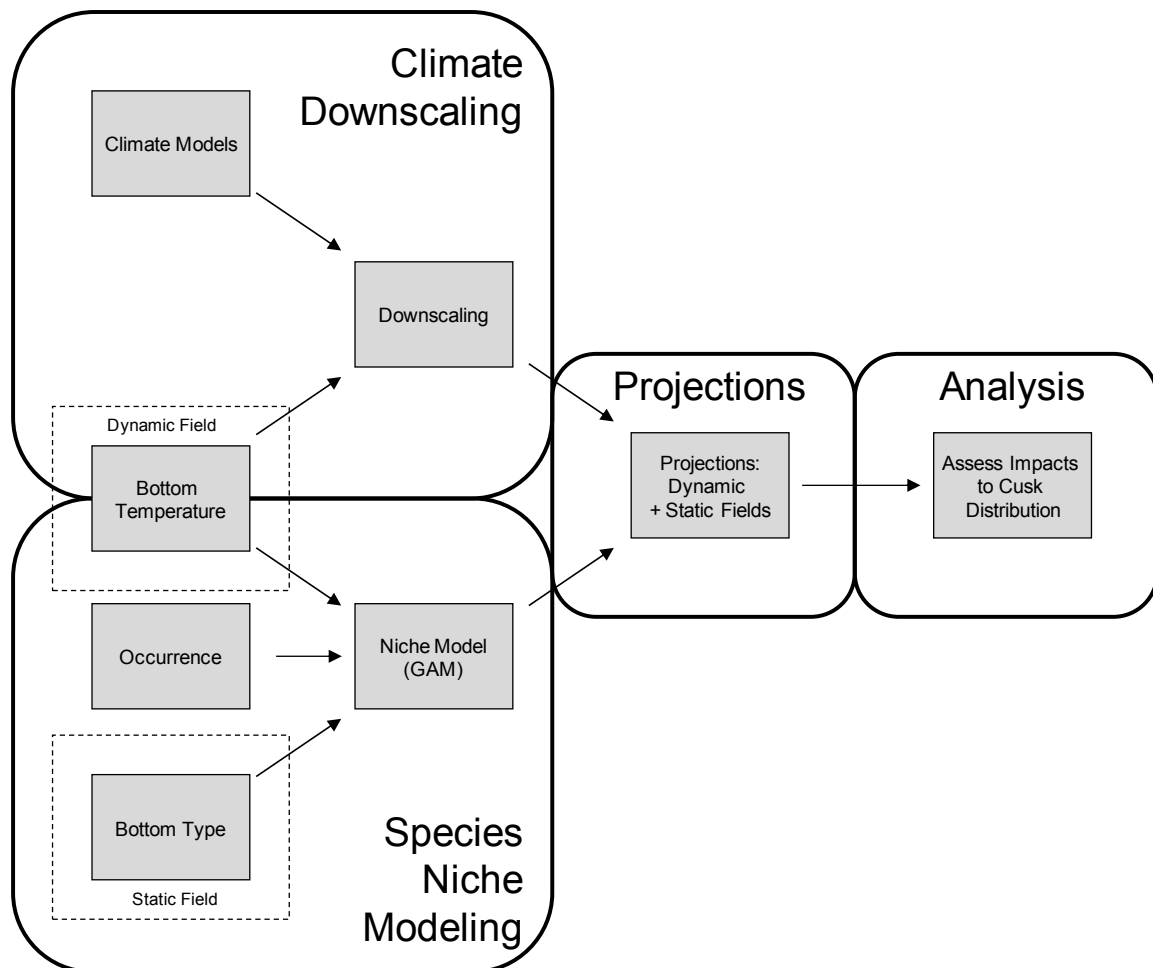 Climate
Downscaling
Climate Models
Downscaling
Dynamic Field
Bottom
Temperature
Projections
Projections:
Dynamic
+ Static Fields
Analysis
Assess Impacts
to Cusk
Distribution
Occurrence
Niche Model
(GAM)
Bottom Type
Static Field
Species
Niche
Modeling